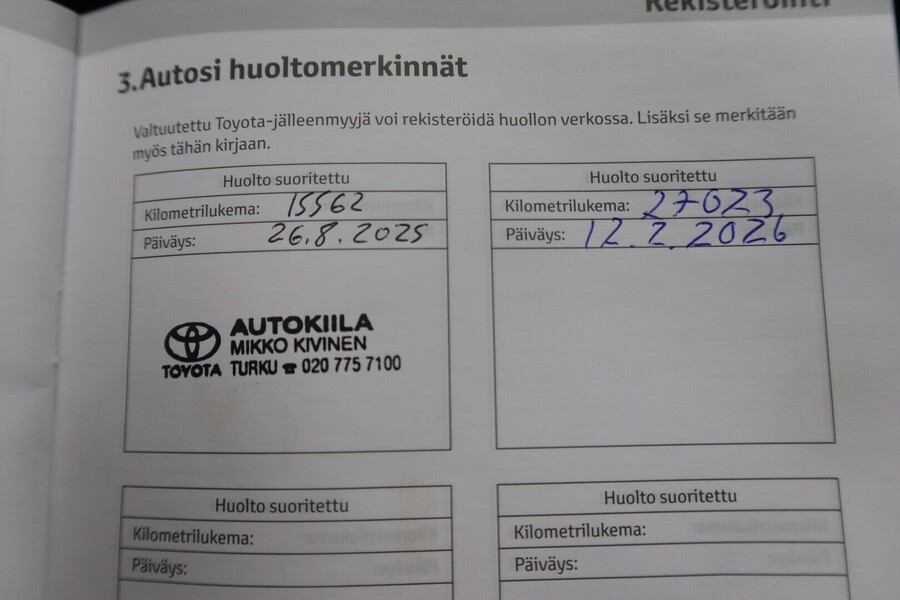 Rekisteröinti
3.Autosi huoltomerkinnät
Valtuutettu Toyota-jälleenmyyjä voi rekisteröidä huollon verkossa. Lisäksi se merkitään
myös tähän kirjaan.
Huolto suoritettu
Kilometrilukema: 15562
Päiväys: 26.8.2025
AUTOKIILA
MIKKO KIVINEN
TOYOTA TURKU ☎ 020 775 7100
Huolto suoritettu
Kilometrilukema: 27023
Päiväys: 12.2.2026
Huolto suoritettu
Kilometrilukema:
Päiväys:
Huolto suoritettu
Kilometrilukema:
Päiväys: